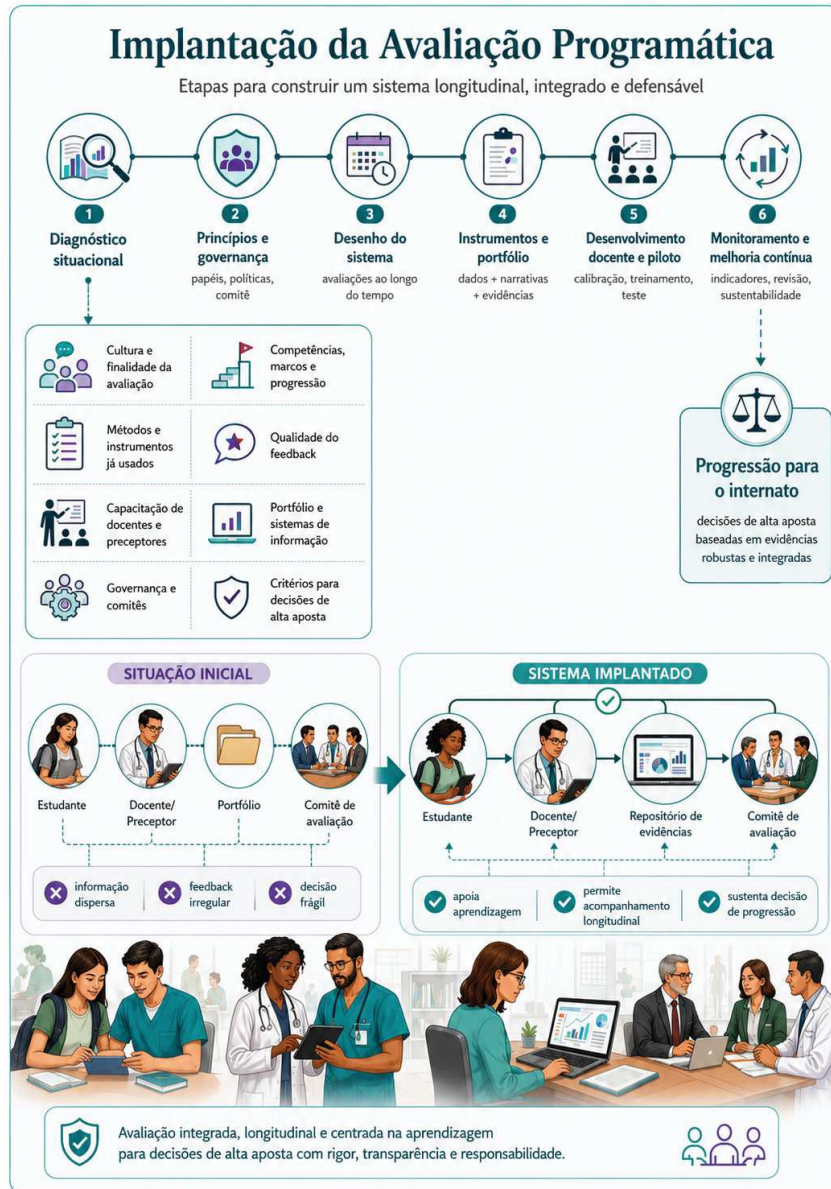 Implantação da Avaliação Programática
Etapas para construir um sistema longitudinal, integrado e defensável
1
Diagnóstico
situacional
2
Princípios e
governança
papéis, políticas,
comitê
3
Desenho do
sistema
avaliações ao longo
do tempo
4
Instrumentos e
portfólio
dados + narrativas
+ evidências
5
Desenvolvimento
docente e piloto
calibração, treinamento,
teste
6
Monitoramento e
melhoria contínua
indicadores, revisão,
sustentabilidade
Cultura e
finalidade da
avaliação
Competências,
marcos e
progressão
Métodos e
instrumentos
já usados
Qualidade do
feedback
Capacitação de
docentes e
preceptores
Portfólio e
sistemas de
informação
Governança e
comitês
Critérios para
decisões de
alta aposta
Progressão para
o internato
decisões de alta aposta
baseadas em evidências
robustas e integradas
SITUAÇÃO INICIAL
Estudante
Docente/
Preceptor
Portfólio
Comitê de
avaliação
informação
dispersa
feedback
irregular
decisão
frágil
SISTEMA IMPLANTADO
Estudante
Docente/
Preceptor
Repositório de
evidências
Comitê de
avaliação
apoia
aprendizagem
permite
acompanhamento
longitudinal
sustenta decisão
de progressão
Avaliação integrada, longitudinal e centrada na aprendizagem
para decisões de alta aposta com rigor, transparência e responsabilidade.